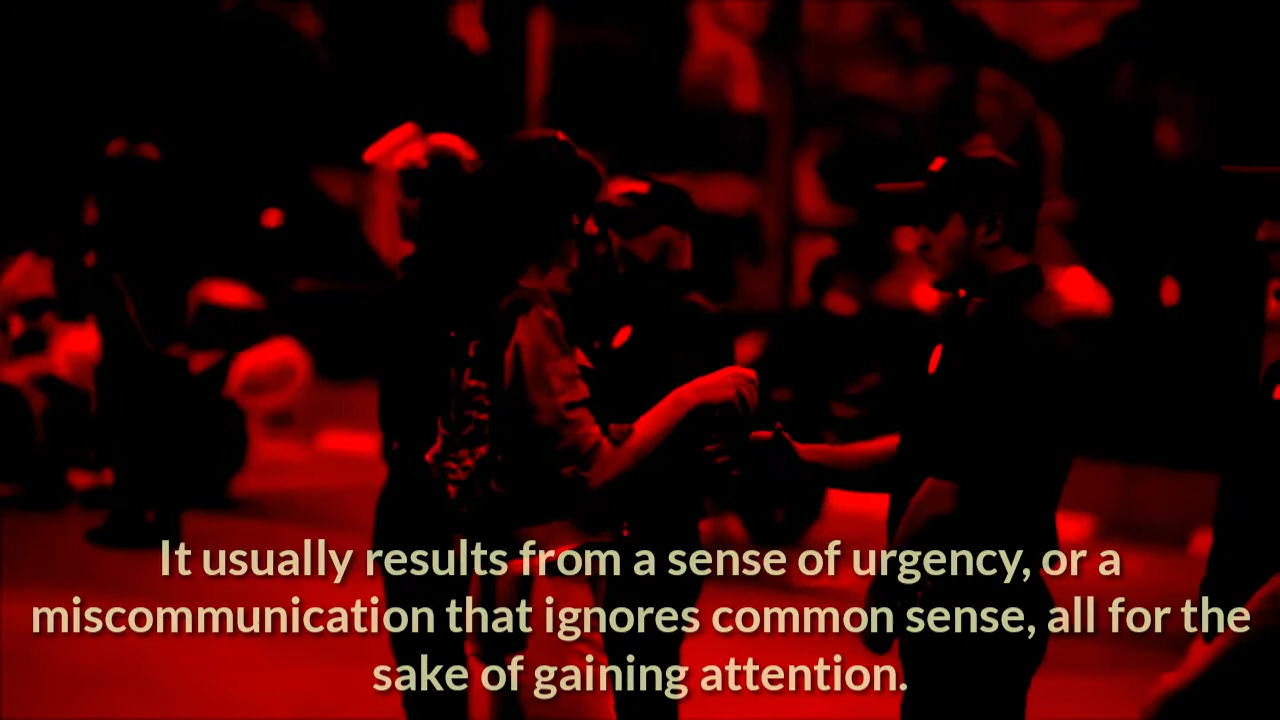 It usually results from a sense of urgency, or a
miscommunication that ignores common sense, all for the
sake of gaining attention.